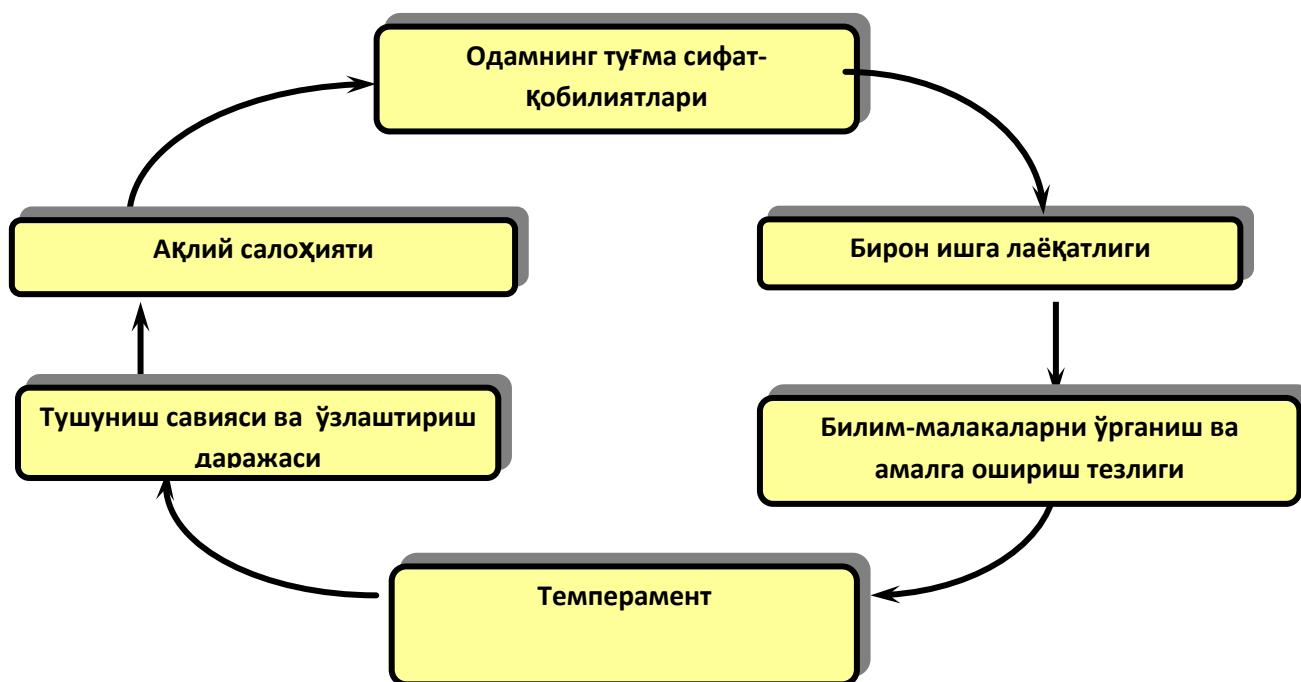 Одамнинг туғма сифат-
қобилиятлари
Ақлий салоҳияти
Бирон ишга лаёқатлиги
Тушуниш савияси ва ўзлаштириш
даражаси
Билим-малакаларни ўрганиш ва
амалга ошириш тезлиги
Темперамент